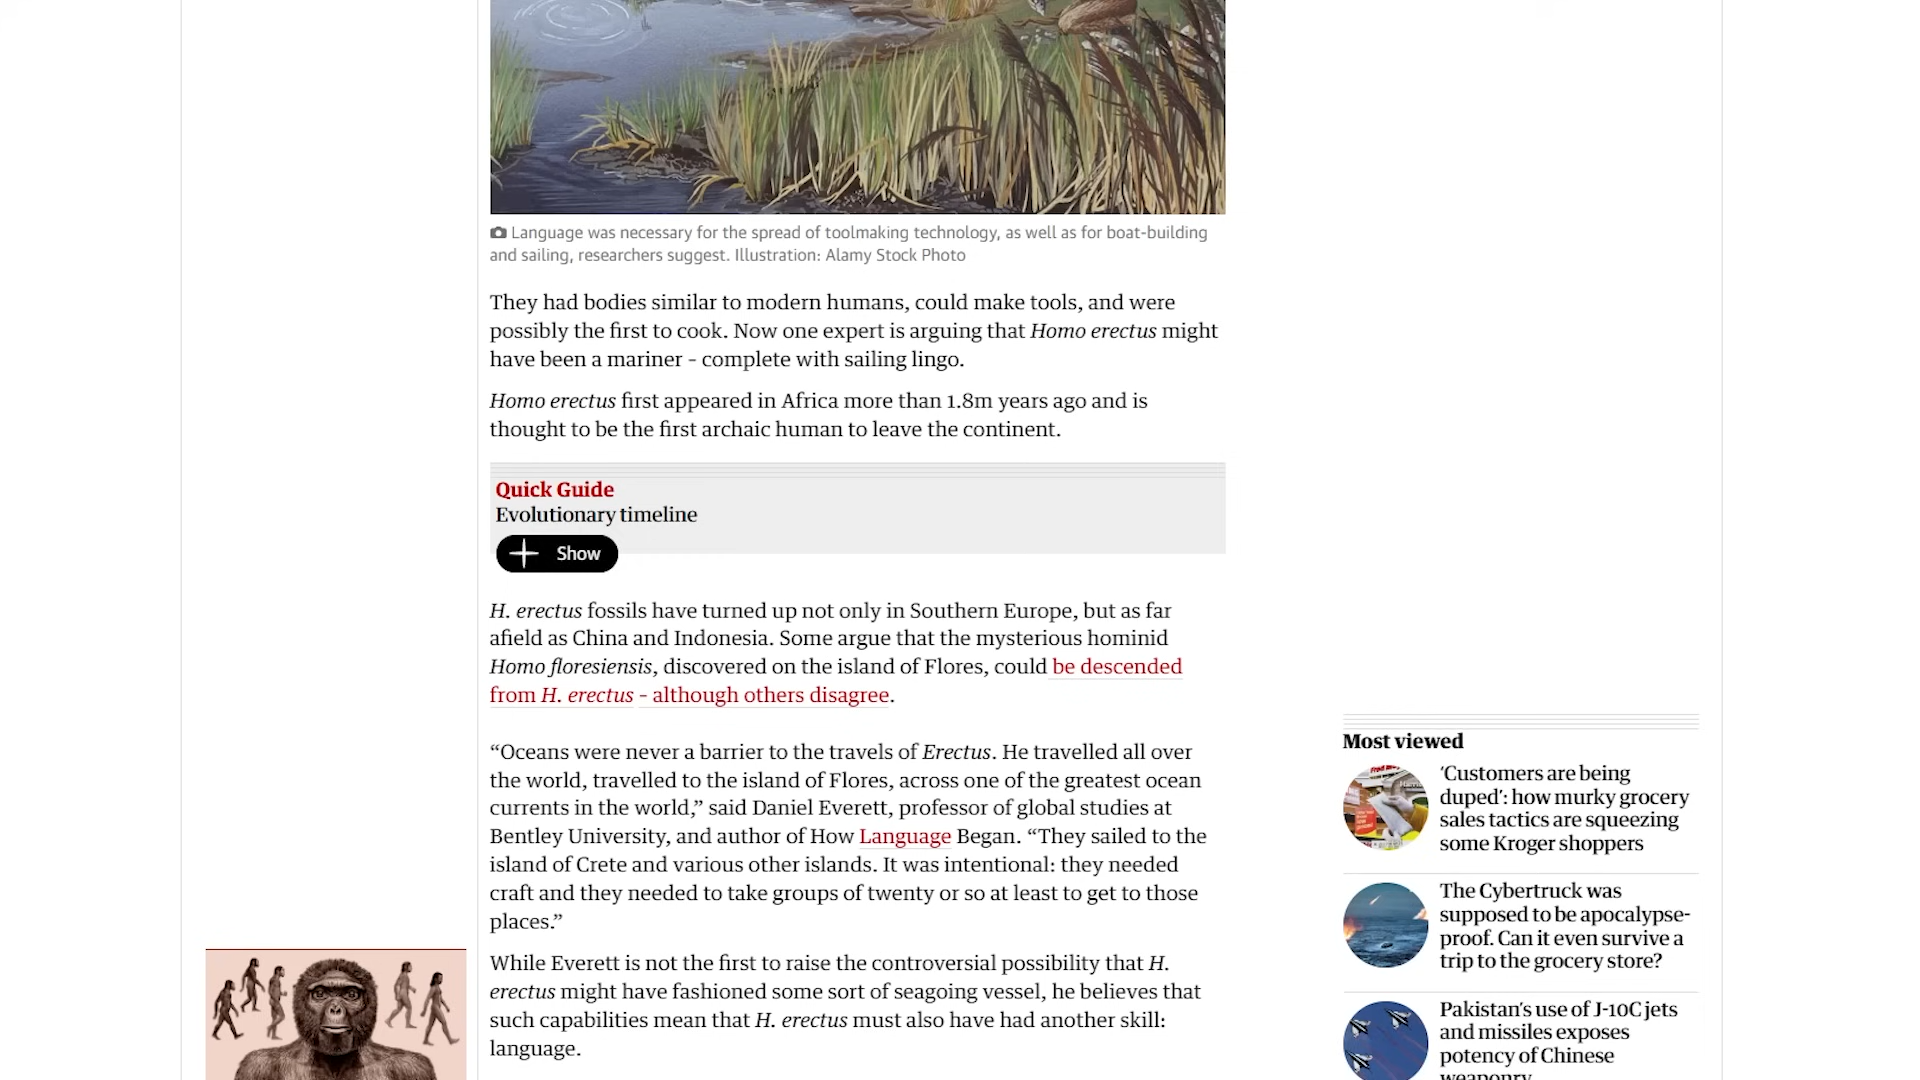 Language was necessary for the spread of toolmaking technology, as well as for boat-building
and sailing, researchers suggest. Illustration: Alamy Stock Photo
They had bodies similar to modern humans, could make tools, and were
possibly the first to cook. Now one expert is arguing that Homo erectus might
have been a mariner – complete with sailing lingo.
Homo erectus first appeared in Africa more than 1.8m years ago and is
thought to be the first archaic human to leave the continent.
Quick Guide
Evolutionary timeline
Show
H. erectus fossils have turned up not only in Southern Europe, but as far
afield as China and Indonesia. Some argue that the mysterious hominid
Homo floresiensis, discovered on the island of Flores, could be descended
from H. erectus – although others disagree.
“Oceans were never a barrier to the travels of Erectus. He travelled all over
the world, travelled to the island of Flores, across one of the greatest ocean
currents in the world,” said Daniel Everett, professor of global studies at
Bentley University, and author of How Language Began. “They sailed to the
island of Crete and various other islands. It was intentional: they needed
craft and they needed to take groups of twenty or so at least to get to those
places.”
While Everett is not the first to raise the controversial possibility that H.
erectus might have fashioned some sort of seagoing vessel, he believes that
such capabilities mean that H. erectus must also have had another skill:
language.
Most viewed
‘Customers are being
duped’: how murky grocery
sales tactics are squeezing
some Kroger shoppers
The Cybertruck was
supposed to be apocalypse-
proof. Can it even survive a
trip to the grocery store?
Pakistan’s use of J-10C jets
and missiles exposes
potency of Chinese
weaponry